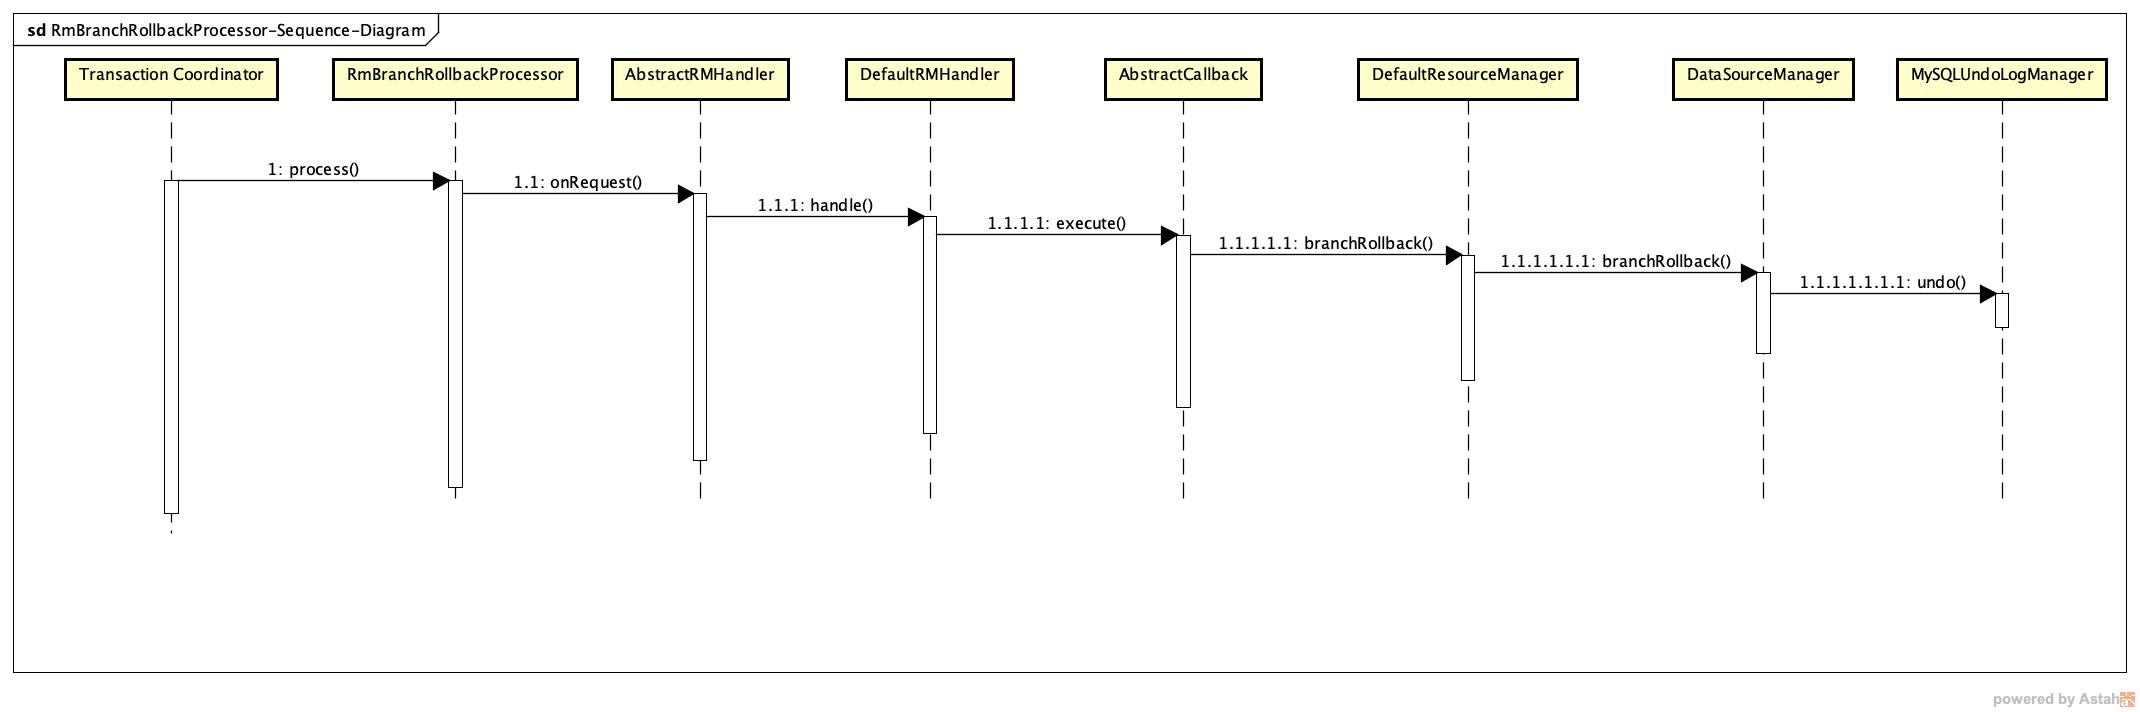 sd RmBranchRollbackProcessor-Sequence-Diagram
Transaction Coordinator
RmBranchRollbackProcessor
AbstractRMHandler
DefaultRMHandler
AbstractCallback
DefaultResourceManager
DataSourceManager
MySQLUndoLogManager
1: process()
1.1: onRequest()
1.1.1: handle()
1.1.1.1: execute()
1.1.1.1.1: branchRollback()
1.1.1.1.1.1: branchRollback()
1.1.1.1.1.1.1: undo()
powered by Astah